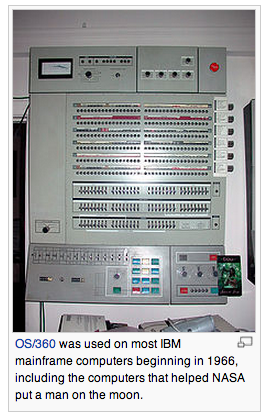 OS/360 was used on most IBM
mainframe computers beginning in 1966,
including the computers that helped NASA
put a man on the moon.